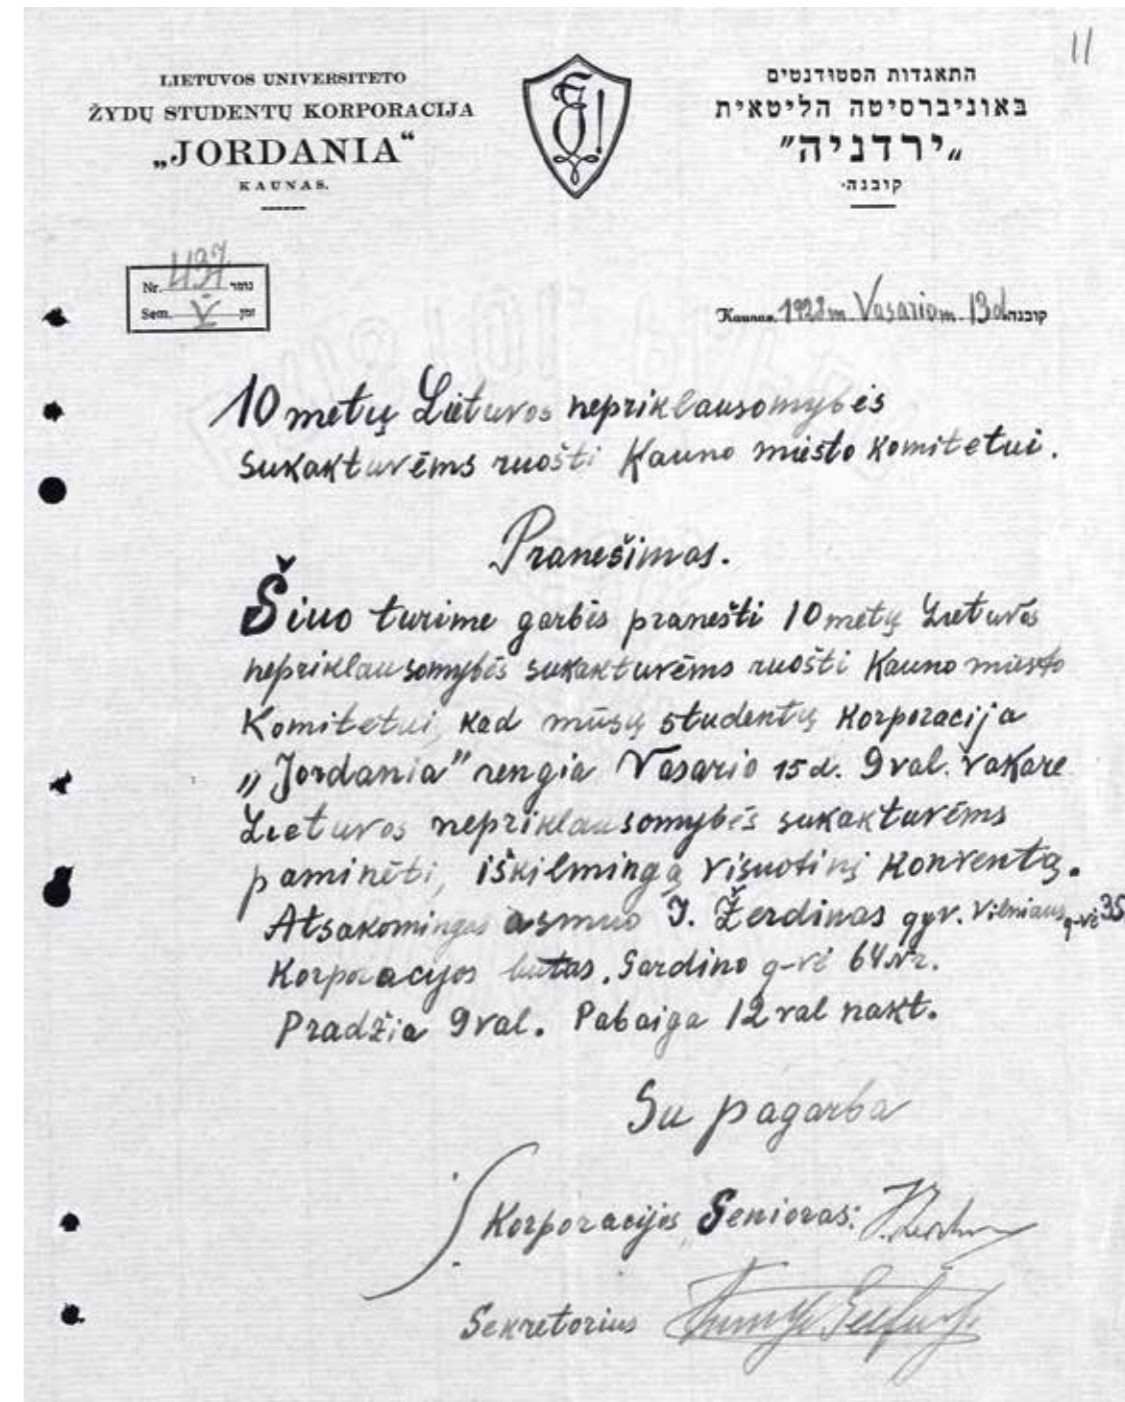 11
LIETUVOS UNIVERSITETO
ŽYDŲ STUDENTŲ KORPORACIJA
„JORDANIA“
KAUNAS.
התאגדות הסטודנטים
באוניברסיטה הליטאית
„ירדניה”
קובנה·
Nr. 437 נומר
Sem. V זמן
Kaunas, 1928 m. Vasario m. 13 d. קובנה
10 metų Lietuvos nepriklausomybės
sukaktuvėms ruošti Kauno miesto komitetui.
Pranešimas.
Šiuo turime garbės pranešti 10 metų Lietuvos
nepriklausomybės sukaktuvėms ruošti Kauno miesto
Komitetui, kad mūsų studentų korporacija
„Jordania” rengia Vasario 15 d. 9 val. vakare
Lietuvos nepriklausomybės sukaktuvėms
paminėti, iškilmingą visuotinį konventą.
Atsakomingas asmuo J. Žerdinas gyv. Vilniaus g-vė 35
Korporacijos butas. Gardino g-vė 64 Nr.
Pradžia 9 val. Pabaiga 12 val nakt.
Su pagarba
Korporacijos Senioras:
Sekretorius